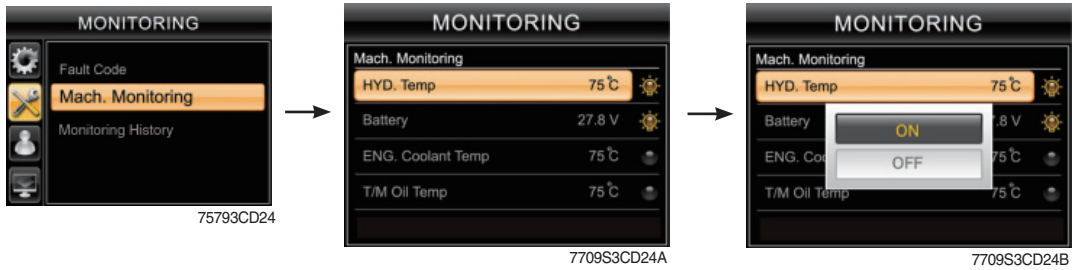 MONITORING
Fault Code
Mach. Monitoring
Monitoring History
75793CD24
MONITORING
Mach. Monitoring
HYD. Temp 75℃
Battery 27.8 V
ENG. Coolant Temp 75℃
T/M Oil Temp 75℃
7709S3CD24A
MONITORING
Mach. Monitoring
HYD. Temp 75℃
Battery 7.8 V
ON
ENG. Coo 75℃
OFF
T/M Oil Temp 75℃
7709S3CD24B